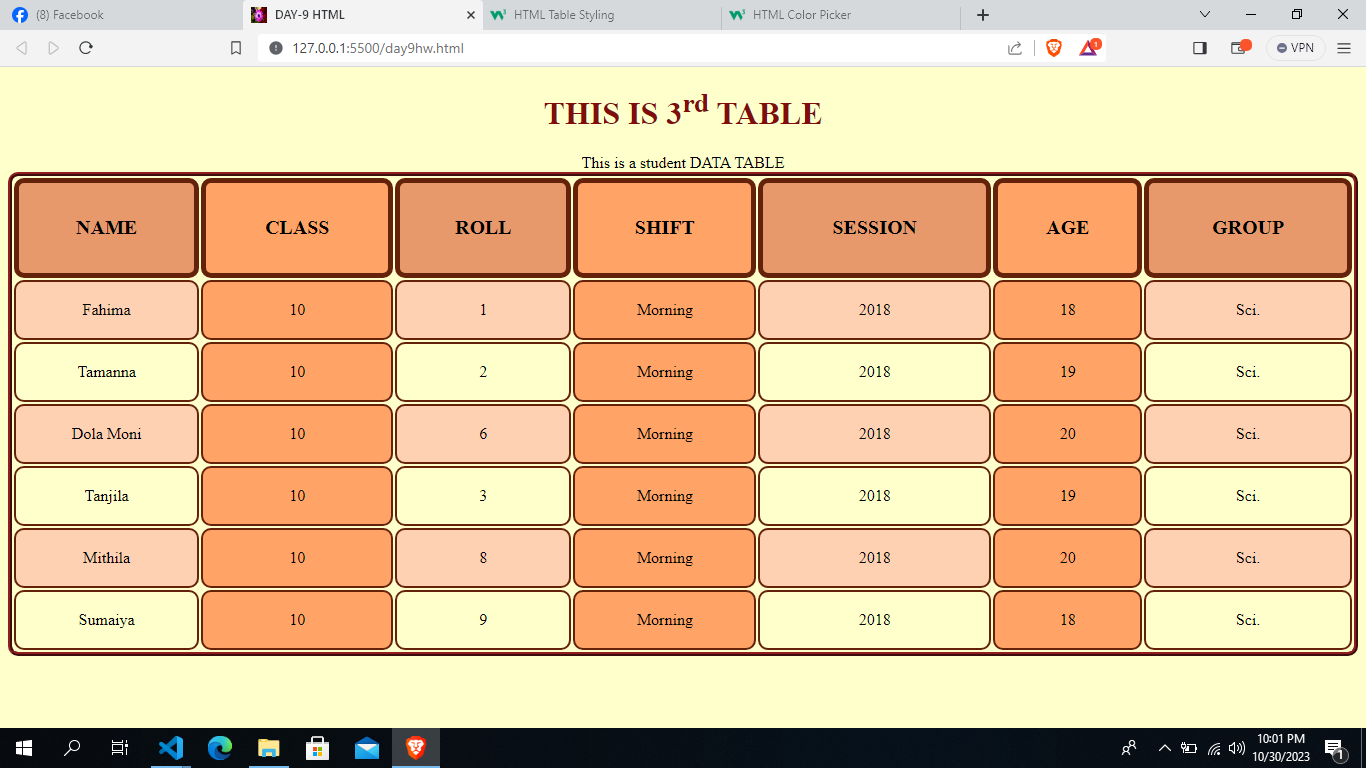 (8) Facebook DAY-9 HTML HTML Table Styling HTML Color Picker
127.0.0.1:5500/day9hw.html 1 VPN
THIS IS 3rd TABLE
This is a student DATA TABLE
NAME CLASS ROLL SHIFT SESSION AGE GROUP
Fahima 10 1 Morning 2018 18 Sci.
Tamanna 10 2 Morning 2018 19 Sci.
Dola Moni 10 6 Morning 2018 20 Sci.
Tanjila 10 3 Morning 2018 19 Sci.
Mithila 10 8 Morning 2018 20 Sci.
Sumaiya 10 9 Morning 2018 18 Sci.
10:01 PM
10/30/2023 1